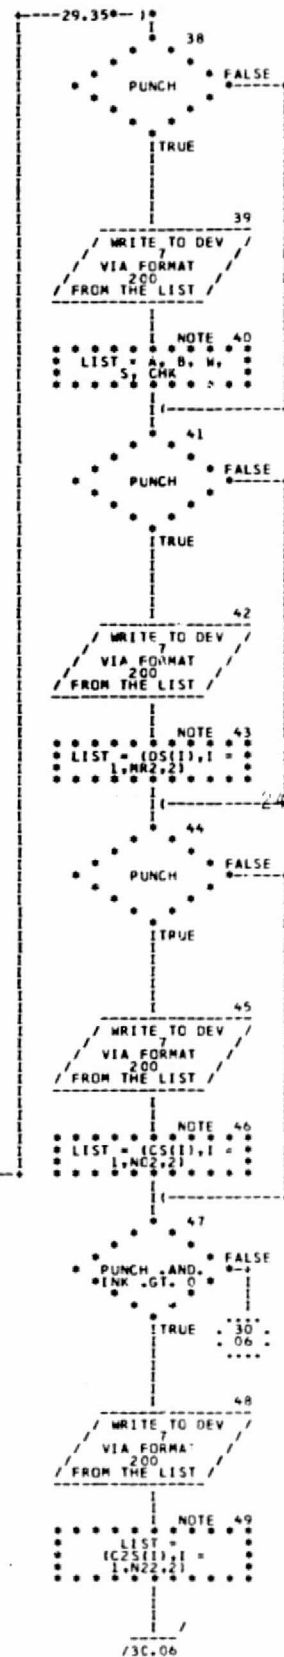 29.35
38
PUNCH
FALSE
TRUE
39
WRITE TO DEV
7
VIA FORMAT
200
FROM THE LIST
NOTE 40
LIST = A, B, W,
S, CHK
41
PUNCH
FALSE
TRUE
42
WRITE TO DEV
7
VIA FORMAT
200
FROM THE LIST
NOTE 43
LIST = (DS(I),I =
1,MR2,2)
24
44
PUNCH
FALSE
TRUE
45
WRITE TO DEV
7
VIA FORMAT
200
FROM THE LIST
NOTE 46
LIST = (CS(I),I =
1,NC2,2)
47
PUNCH .AND.
INK .GT. 0
FALSE
TRUE
30
06
48
WRITE TO DEV
7
VIA FORMA
200
FROM THE LIST
NOTE 49
LIST =
(C2S(I),I =
1,N22,2)
/3C.06